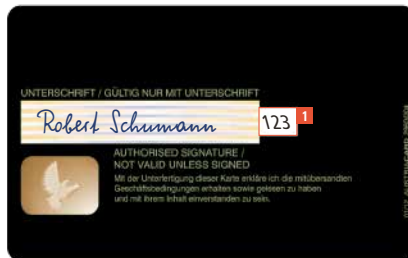 UNTERSCHRIFT / GÜLTIG NUR MIT UNTERSCHRIFT
Robert Schumann 123 1
AUTHORISED SIGNATURE /
NOT VALID UNLESS SIGNED
Mit der Unterfertigung dieser Karte erkläre ich die mitübersandten
Geschäftsbedingungen erhalten sowie gelesen zu haben
und mit ihrem Inhalt einverstanden zu sein.
AUSTRIACARD